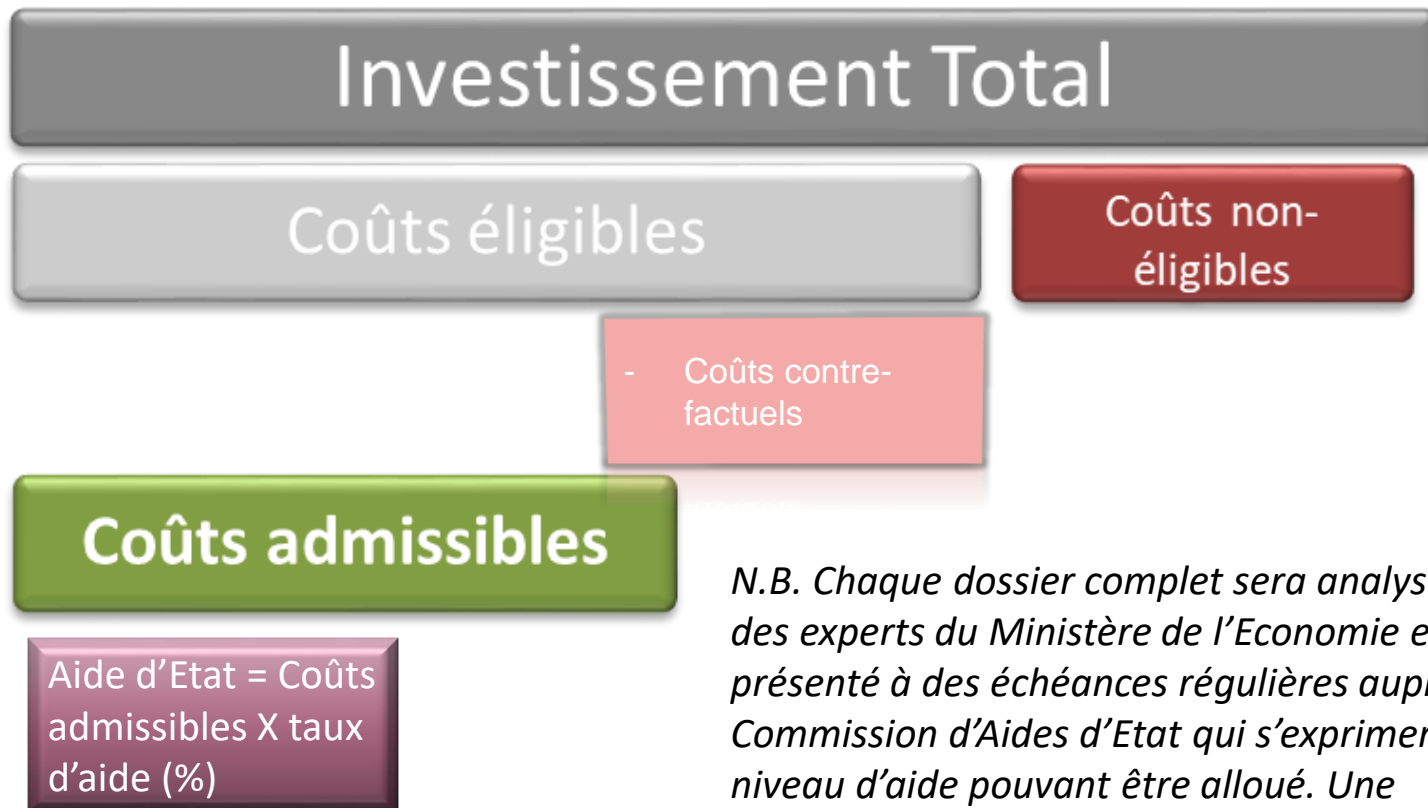 Investissement Total
Coûts éligibles
Coûts non-
éligibles
- Coûts contre-
factuels
Coûts admissibles
N.B. Chaque dossier complet sera analys
des experts du Ministère de l’Economie e
présenté à des échéances régulières aup
Commission d’Aides d’Etat qui s’exprime
niveau d’aide pouvant être alloué. Une
Aide d’Etat = Coûts
admissibles X taux
d’aide (%)